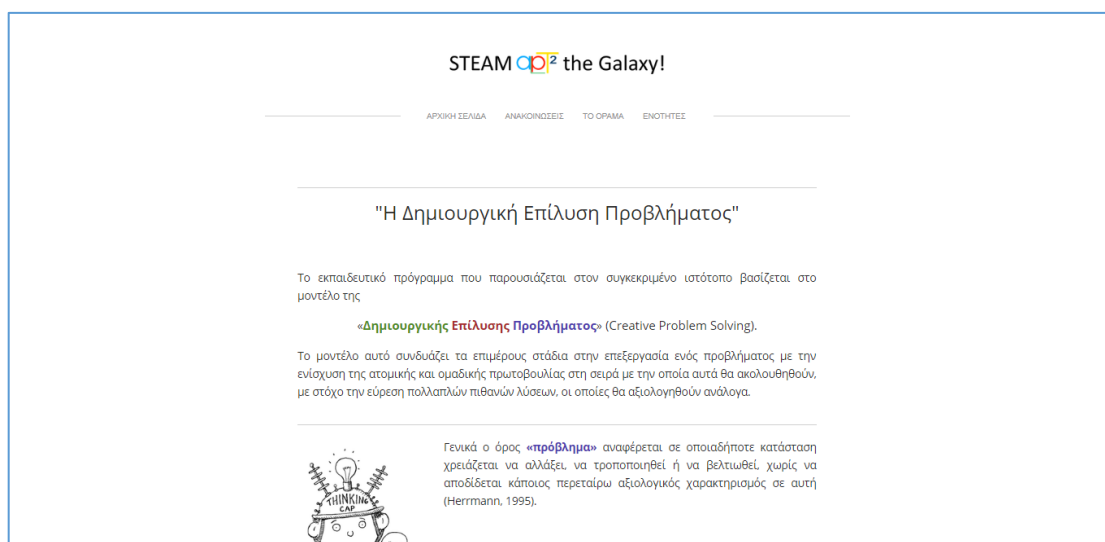 STEAM арт² the Galaxy!
ΑΡΧΙΚΗ ΣΕΛΙΔΑ ΑΝΑΚΟΙΝΩΣΕΙΣ ΤΟ ΟΡΑΜΑ ΕΝΟΤΗΤΕΣ
"Η Δημιουργική Επίλυση Προβλήματος"
Το εκπαιδευτικό πρόγραμμα που παρουσιάζεται στον συγκεκριμένο ιστότοπο βασίζεται στο
μοντέλο της
«Δημιουργικής Επίλυσης Προβλήματος» (Creative Problem Solving).
Το μοντέλο αυτό συνδυάζει τα επιμέρους στάδια στην επεξεργασία ενός προβλήματος με την
ενίσχυση της ατομικής και ομαδικής πρωτοβουλίας στη σειρά με την οποία αυτά θα ακολουθηθούν,
με στόχο την εύρεση πολλαπλών πιθανών λύσεων, οι οποίες θα αξιολογηθούν ανάλογα.
Γενικά ο όρος «πρόβλημα» αναφέρεται σε οποιαδήποτε κατάσταση
χρειάζεται να αλλάξει, να τροποποιηθεί ή να βελτιωθεί, χωρίς να
αποδίδεται κάποιος περεταίρω αξιολογικός χαρακτηρισμός σε αυτή
(Herrmann, 1995).
THINKING
CAP